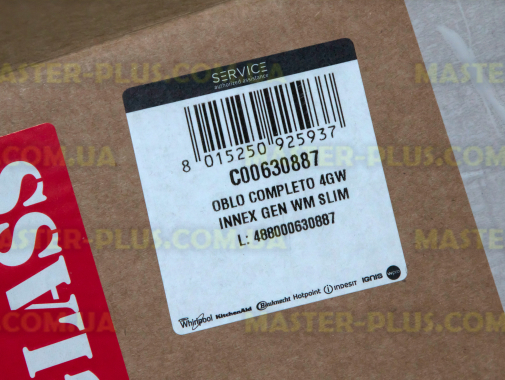 SERVICE
authorized assistance
8 015250 925937
C00630887
OBLO COMPLETO 4GW
INNEX GEN WM SLIM
L: 488000630887
Whirlpool KitchenAid Bauknecht Hotpoint indesit IGNIS
MASTER-PLUS.COM.UA